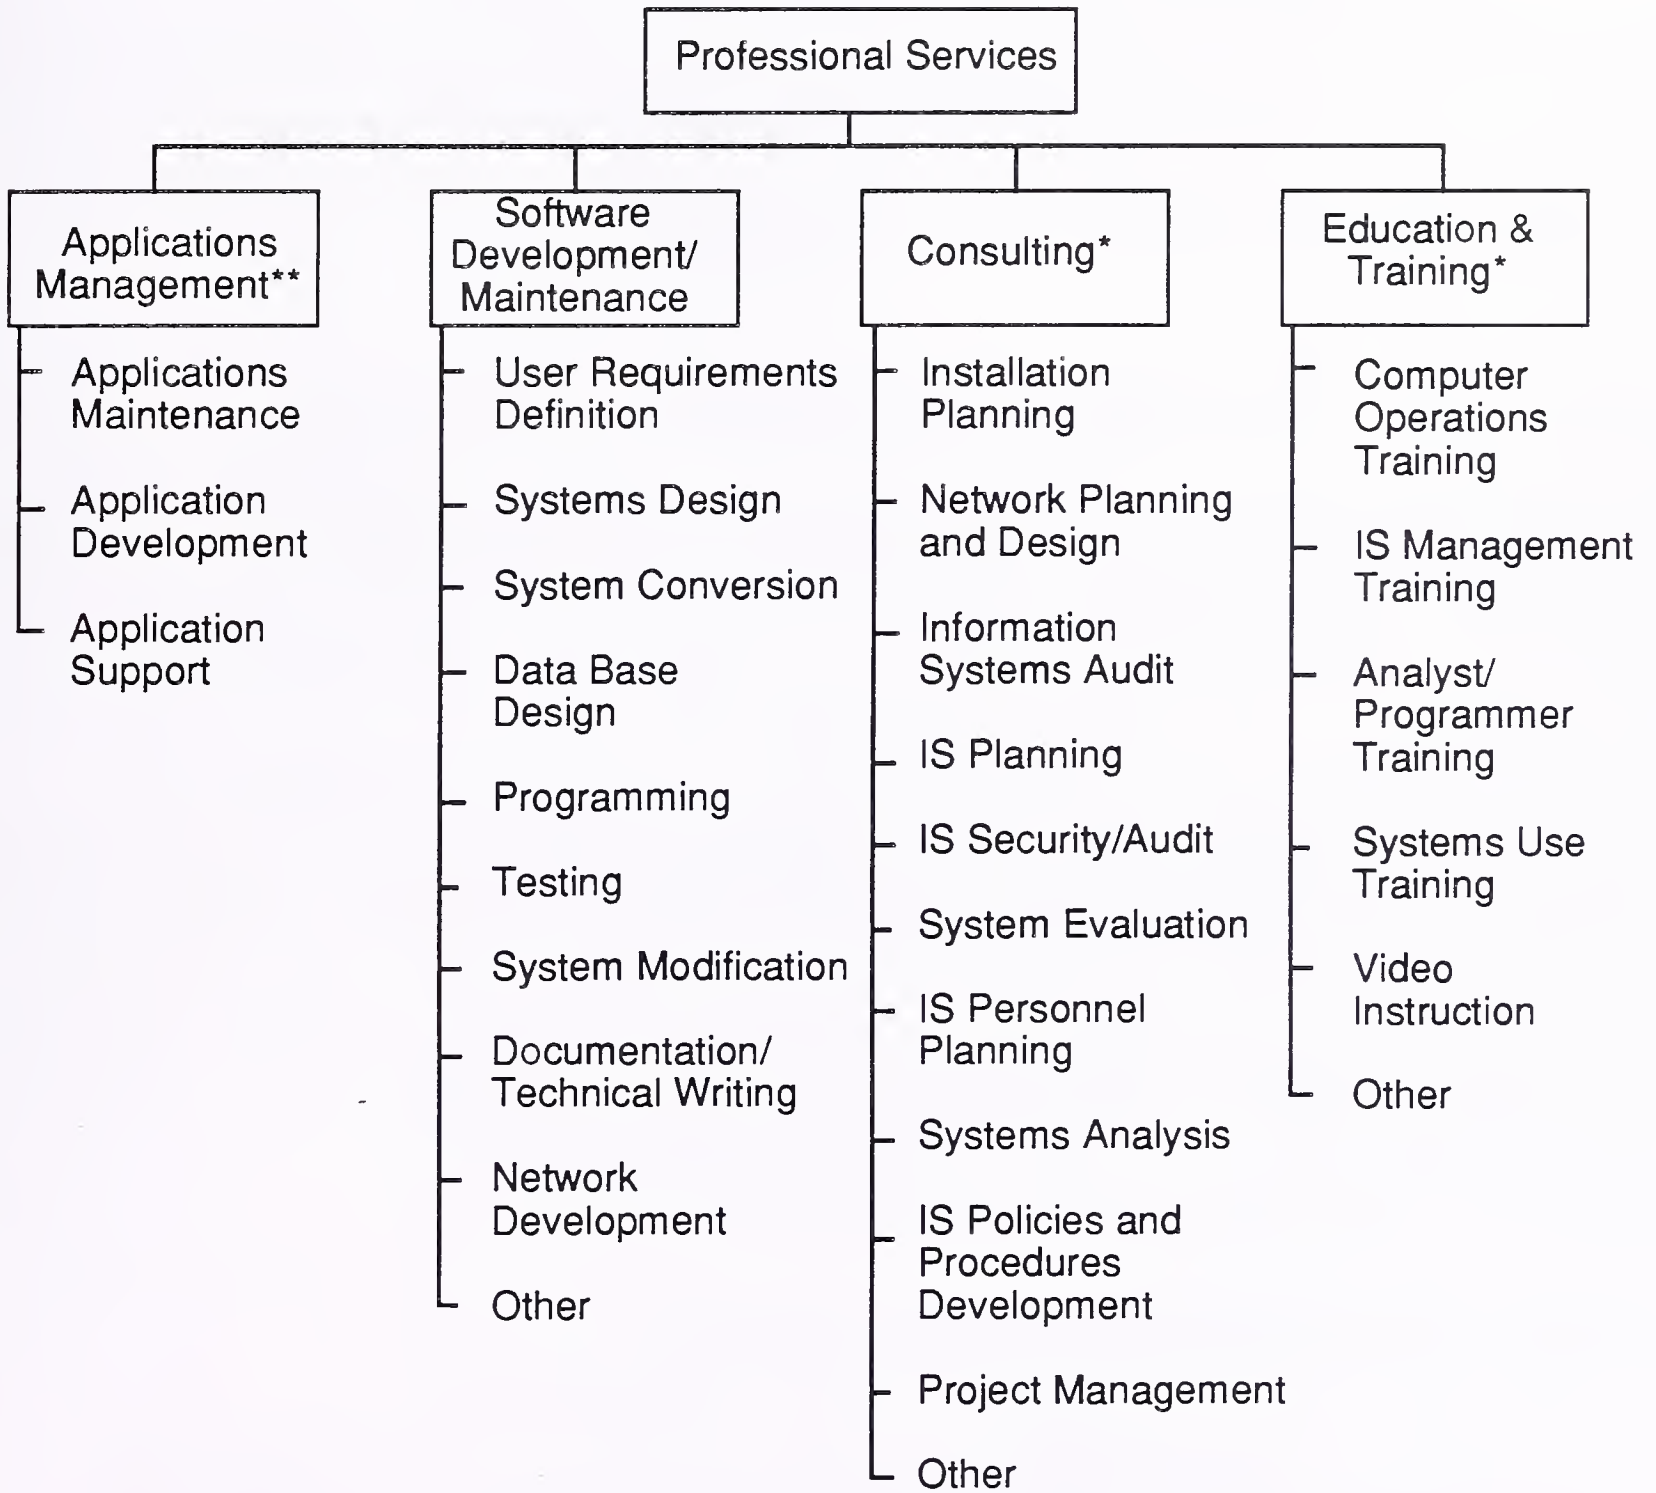 Professional Services
Applications
Management**
Applications
Maintenance
Application
Development
Application
Support
Software
Development/
Maintenance
User Requirements
Definition
Systems Design
System Conversion
Data Base
Design
Programming
Testing
System Modification
Documentation/
Technical Writing
Network
Development
Other
Consulting*
Installation
Planning
Network Planning
and Design
Information
Systems Audit
IS Planning
IS Security/Audit
System Evaluation
IS Personnel
Planning
Systems Analysis
IS Policies and
Procedures
Development
Project Management
Other
Education &
Training*
Computer
Operations
Training
IS Management
Training
Analyst/
Programmer
Training
Systems Use
Training
Video
Instruction
Other